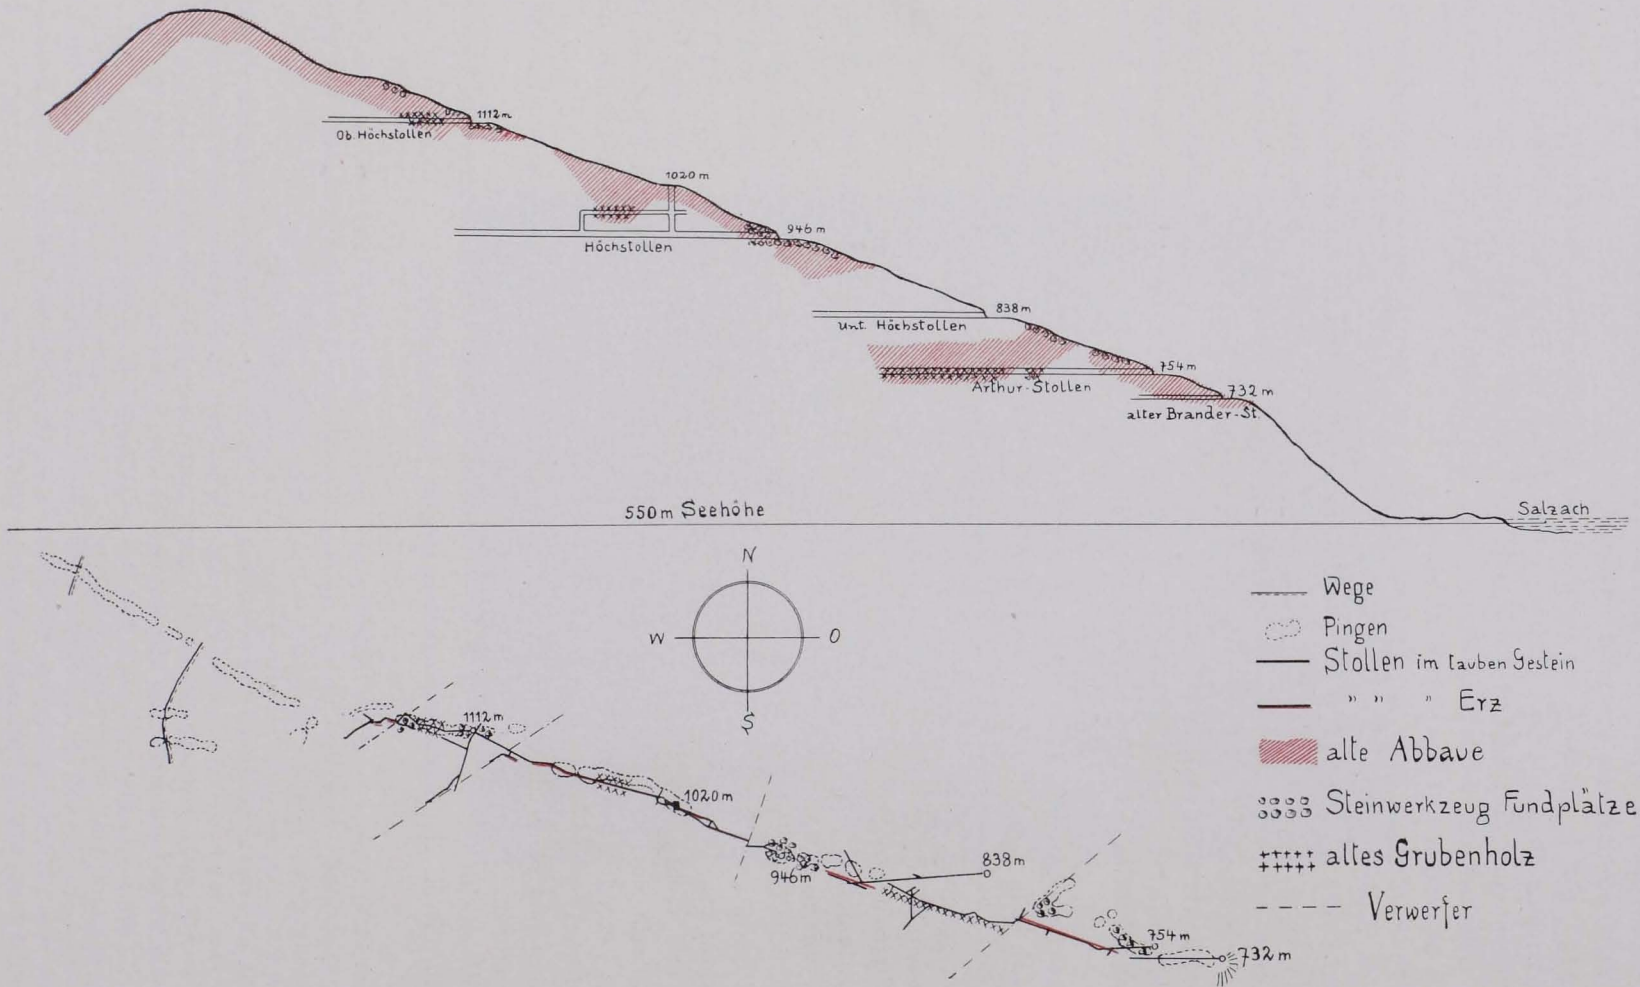 1112 m
Ob. Höchstollen
1020 m
946 m
Höchstollen
838 m
Unt. Höchstollen
754 m
Arthur-Stollen
732 m
alter Brander-St.
550 m Seehöhe
Salzach
N
W
O
S
Wege
Pingen
Stollen im tauben Gestein
" " " Erz
alte Abbaue
Steinwerkzeug Fundplätze
altes Grubenholz
Verwerfer
1112 m
1020 m
838 m
946 m
754 m
732 m